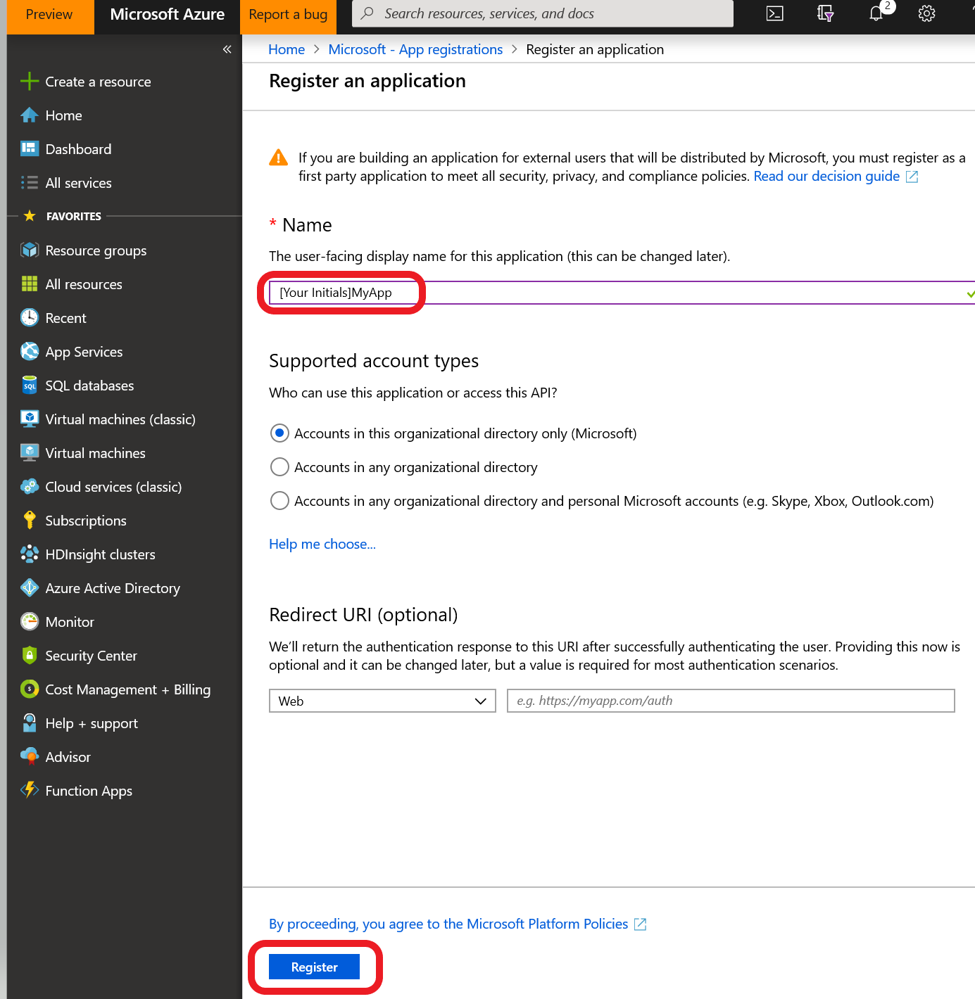 Preview
Microsoft Azure
Report a bug
Search resources, services, and docs
2
«
Create a resource
Home
Dashboard
All services
FAVORITES
Resource groups
All resources
Recent
App Services
SQL databases
Virtual machines (classic)
Virtual machines
Cloud services (classic)
Subscriptions
HDInsight clusters
Azure Active Directory
Monitor
Security Center
Cost Management + Billing
Help + support
Advisor
Function Apps
Home > Microsoft - App registrations > Register an application
Register an application
If you are building an application for external users that will be distributed by Microsoft, you must register as a
first party application to meet all security, privacy, and compliance policies. Read our decision guide
* Name
The user-facing display name for this application (this can be changed later).
[Your Initials]MyApp
Supported account types
Who can use this application or access this API?
Accounts in this organizational directory only (Microsoft)
Accounts in any organizational directory
Accounts in any organizational directory and personal Microsoft accounts (e.g. Skype, Xbox, Outlook.com)
Help me choose...
Redirect URI (optional)
We'll return the authentication response to this URI after successfully authenticating the user. Providing this now is
optional and it can be changed later, but a value is required for most authentication scenarios.
Web
e.g. https://myapp.com/auth
By proceeding, you agree to the Microsoft Platform Policies
Register